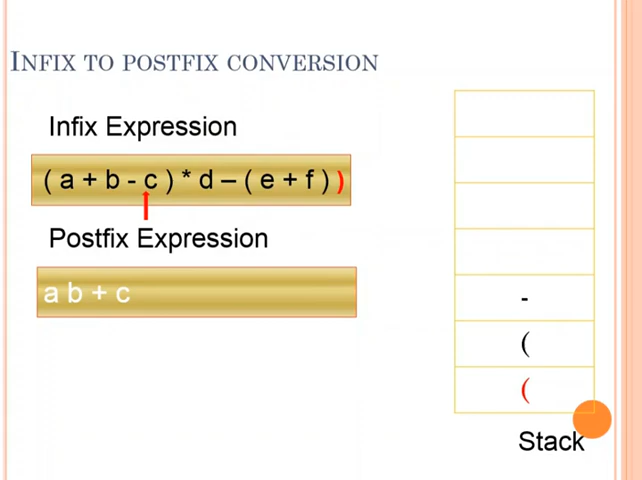 INFIX TO POSTFIX CONVERSION
Infix Expression
( a + b - c ) * d – ( e + f ) )
Postfix Expression
a b + c
-
(
(
Stack